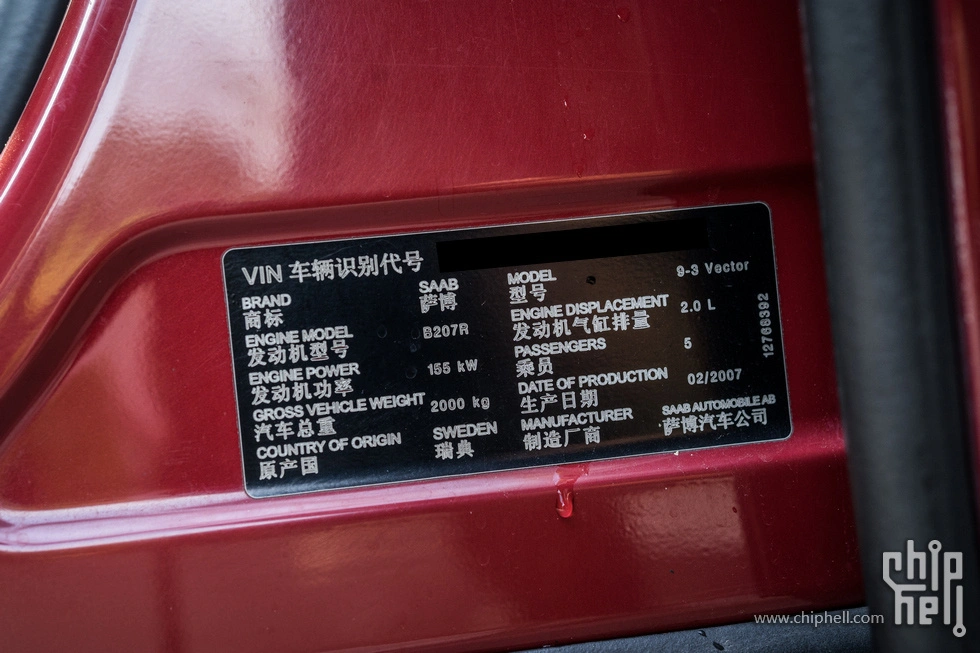 VIN 车辆识别代号
BRAND
商标
SAAB
萨博
ENGINE MODEL
发动机型号
B207R
ENGINE POWER
发动机功率
155 kW
GROSS VEHICLE WEIGHT
汽车总重
2000 kg
COUNTRY OF ORIGIN
原产国
SWEDEN
瑞典
MODEL
型号
9-3 Vector
ENGINE DISPLACEMENT
发动机气缸排量
2.0 L
PASSENGERS
乘员
5
DATE OF PRODUCTION
生产日期
02/2007
MANUFACTURER
制造厂商
SAAB AUTOMOBILE AB
萨博汽车公司
12768392
www.chiphell.com
chip
hell